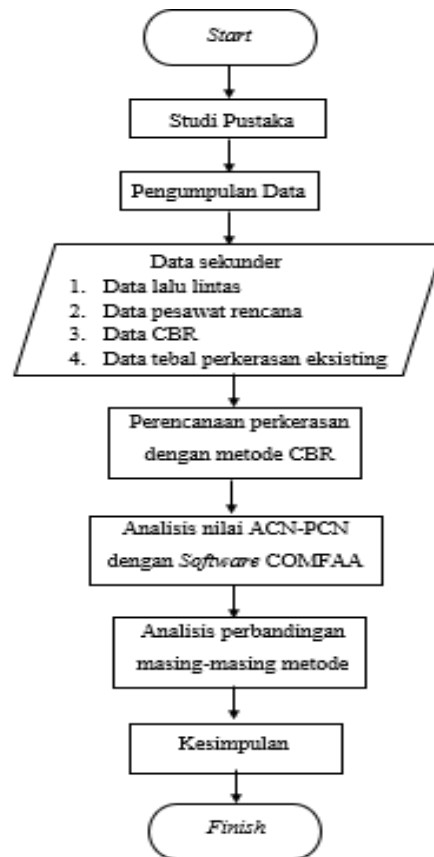 Start
Studi Pustaka
Pengumpulan Data
Data sekunder
1. Data lalu lintas
2. Data pesawat rencana
3. Data CBR
4. Data tebal perkerasan eksisting
Perencanaan perkerasan
dengan metode CBR
Analisis nilai ACN-PCN
dengan Software COMFAA
Analisis perbandingan
masing-masing metode
Kesimpulan
Finish